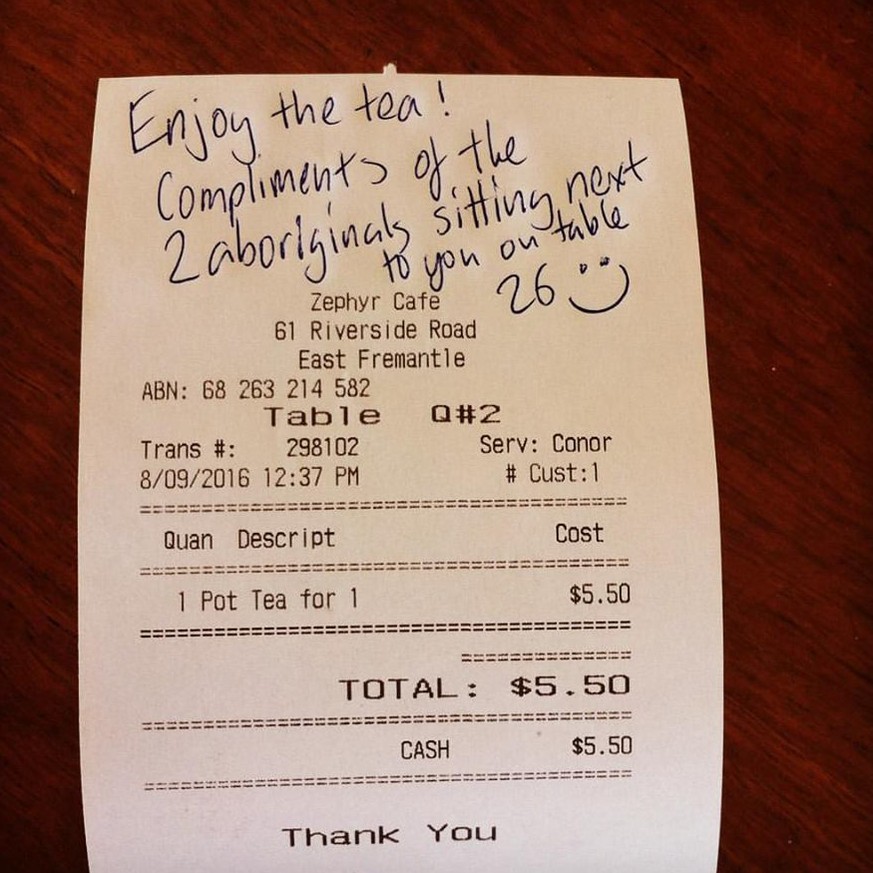 Enjoy the tea!
Compliments of the
2 aboriginals sitting next
to you on table
26
Zephyr Cafe
61 Riverside Road
East Fremantle
ABN: 68 263 214 582
Table Q#2
Trans #: 298102 Serv: Conor
8/09/2016 12:37 PM # Cust:1
Quan Descript Cost
1 Pot Tea for 1 $5.50
TOTAL: $5.50
CASH $5.50
Thank You